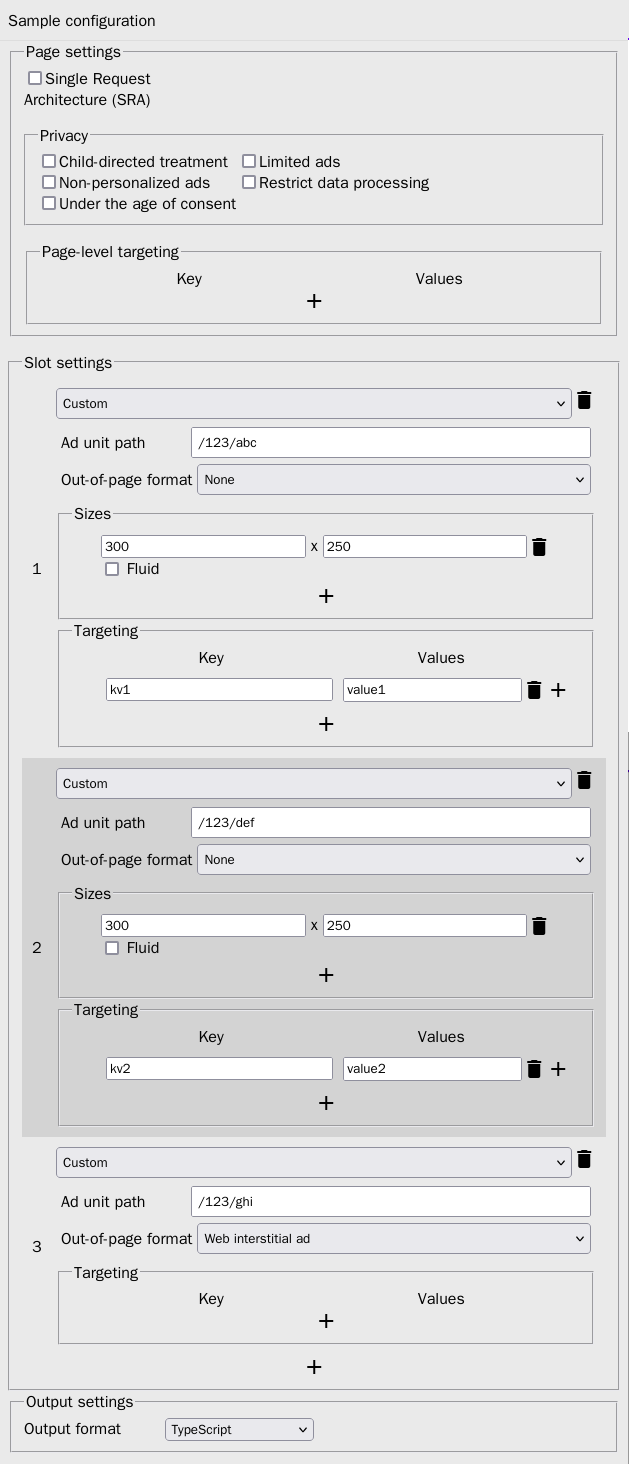 Sample configuration
Page settings
Single Request
Architecture (SRA)
Privacy
Child-directed treatment Limited ads
Non-personalized ads Restrict data processing
Under the age of consent
Page-level targeting
Key Values
+
Slot settings
Custom
Ad unit path /123/abc
Out-of-page format None
Sizes
300 x 250
1 Fluid
+
Targeting
Key Values
kv1 value1 +
+
Custom
Ad unit path /123/def
Out-of-page format None
Sizes
300 x 250
2 Fluid
+
Targeting
Key Values
kv2 value2 +
+
Custom
Ad unit path /123/ghi
3 Out-of-page format Web interstitial ad
Targeting
Key Values
+
+
Output settings
Output format TypeScript